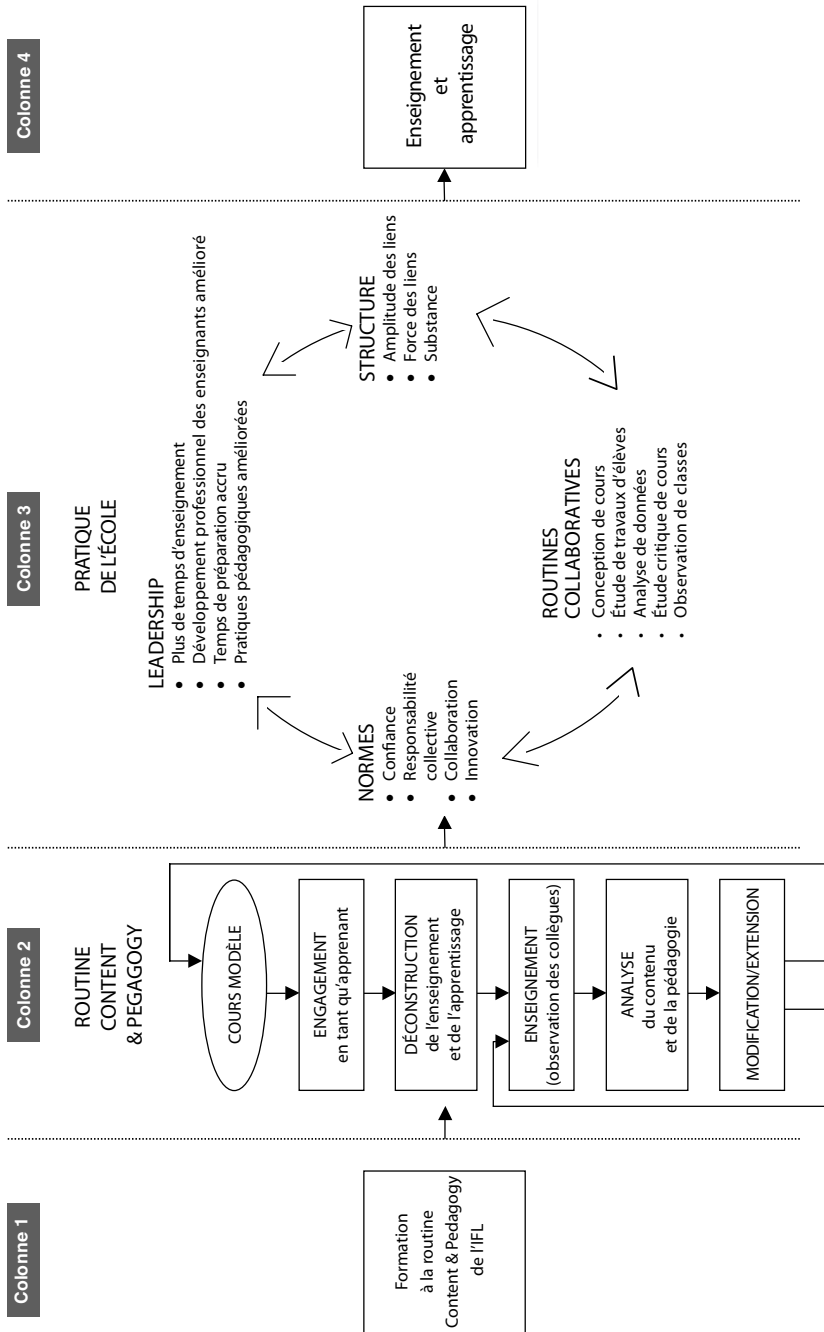 Colonne 1
Formation
à la routine
Content & Pedagogy
de l'IFL
Colonne 2
ROUTINE
CONTENT
& PEGAGOGY
COURS MODÈLE
ENGAGEMENT
en tant qu'apprenant
DÉCONSTRUCTION
de l'enseignement
et de l'apprentissage
ENSEIGNEMENT
(observation des collègues)
ANALYSE
du contenu
et de la pédagogie
MODIFICATION/EXTENSION
Colonne 3
PRATIQUE
DE L'ÉCOLE
LEADERSHIP
• Plus de temps d'enseignement
• Développement professionnel des enseignants amélioré
• Temps de préparation accru
• Pratiques pédagogiques améliorées
NORMES
• Confiance
• Responsabilité
collective
• Collaboration
• Innovation
STRUCTURE
• Amplitude des liens
• Force des liens
• Substance
ROUTINES
COLLABORATIVES
• Conception de cours
• Étude de travaux d'élèves
• Analyse de données
• Étude critique de cours
• Observation de classes
Colonne 4
Enseignement
et
apprentissage